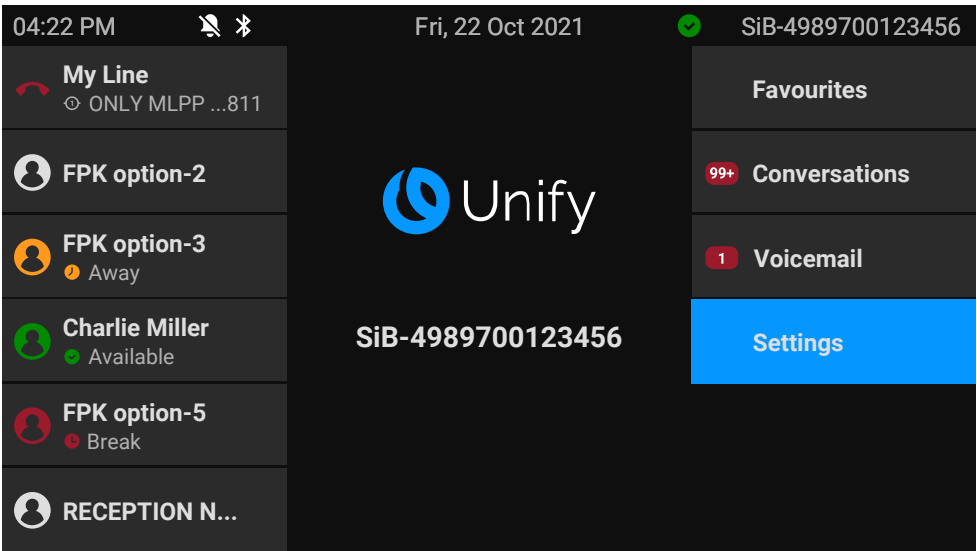 04:22 PM
Fri, 22 Oct 2021
SiB-4989700123456
My Line
ONLY MLPP ...811
FPK option-2
FPK option-3
Away
Charlie Miller
Available
FPK option-5
Break
RECEPTION N...
Unify
SiB-4989700123456
Favourites
99+ Conversations
1 Voicemail
Settings